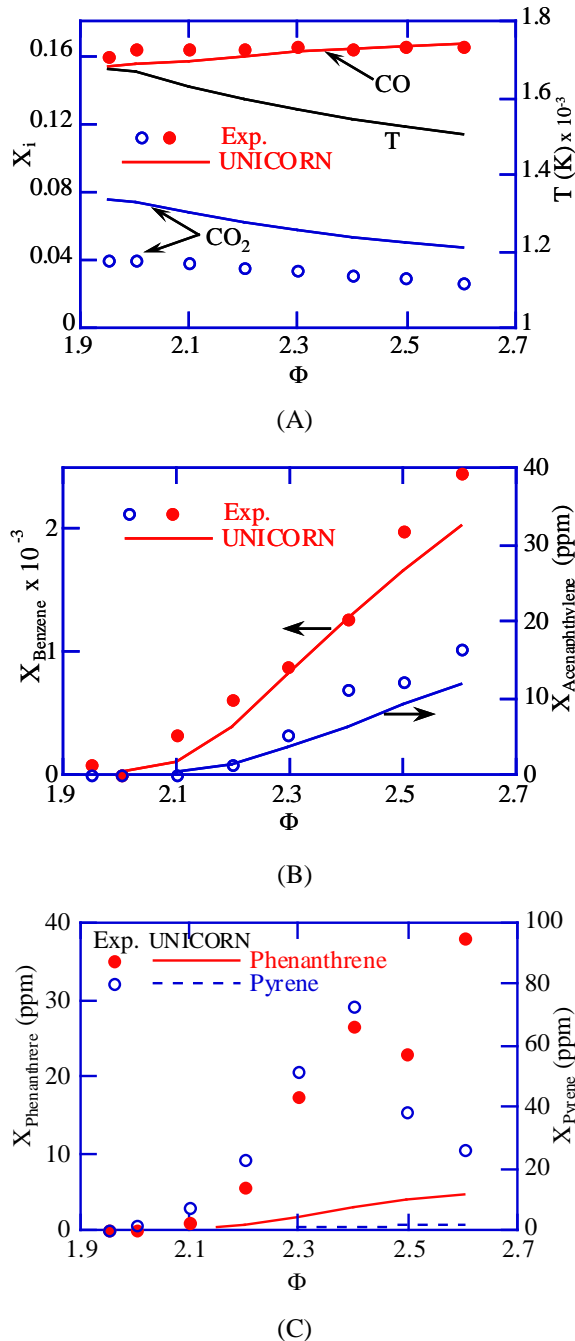 0.16
0.12
0.08
0.04
0
X_i
1.8
1.6
1.4
1.2
1
T (K) x 10^-3
CO
T
Exp.
UNICORN
CO_2
1.9 2.1 2.3 2.5 2.7
Φ
(A)
2
1
0
X_Benzene x 10^-3
40
30
20
10
0
X_Acenaphthylene (ppm)
Exp.
UNICORN
1.9 2.1 2.3 2.5 2.7
Φ
(B)
40
30
20
10
0
X_Phenanthrere (ppm)
100
80
60
40
20
0
X_Pyrene (ppm)
Exp. UNICORN
Phenanthrene
Pyrene
1.9 2.1 2.3 2.5 2.7
Φ
(C)